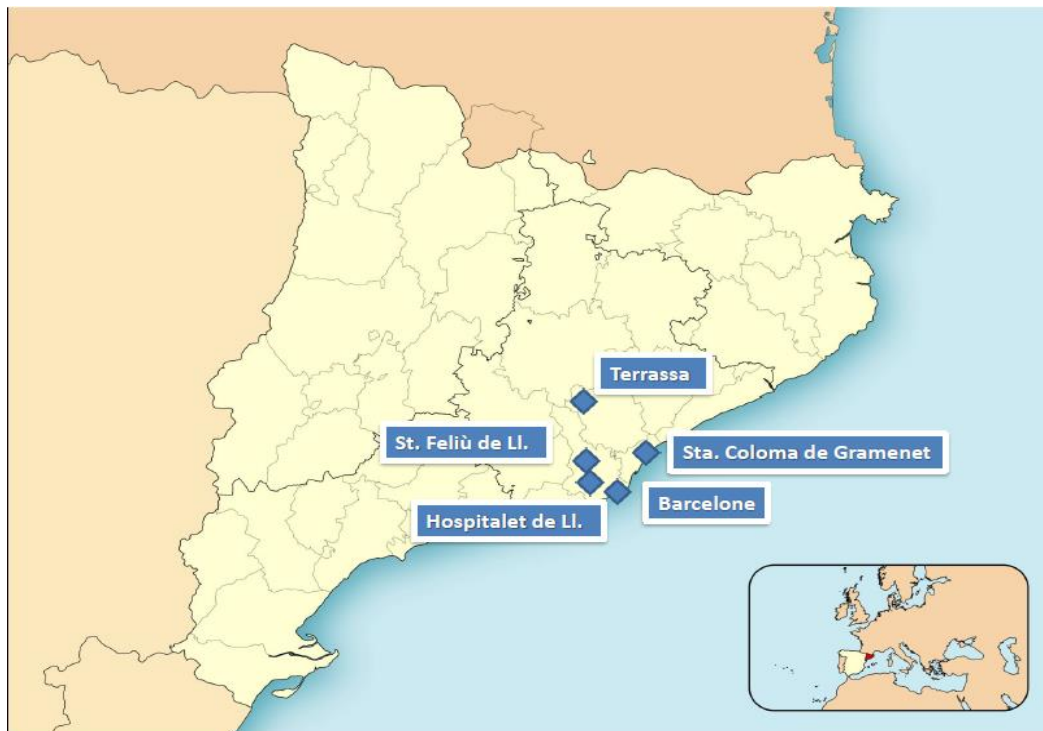 Terrassa
St. Feliù de Ll.
Sta. Coloma de Gramenet
Barcelone
Hospitalet de Ll.